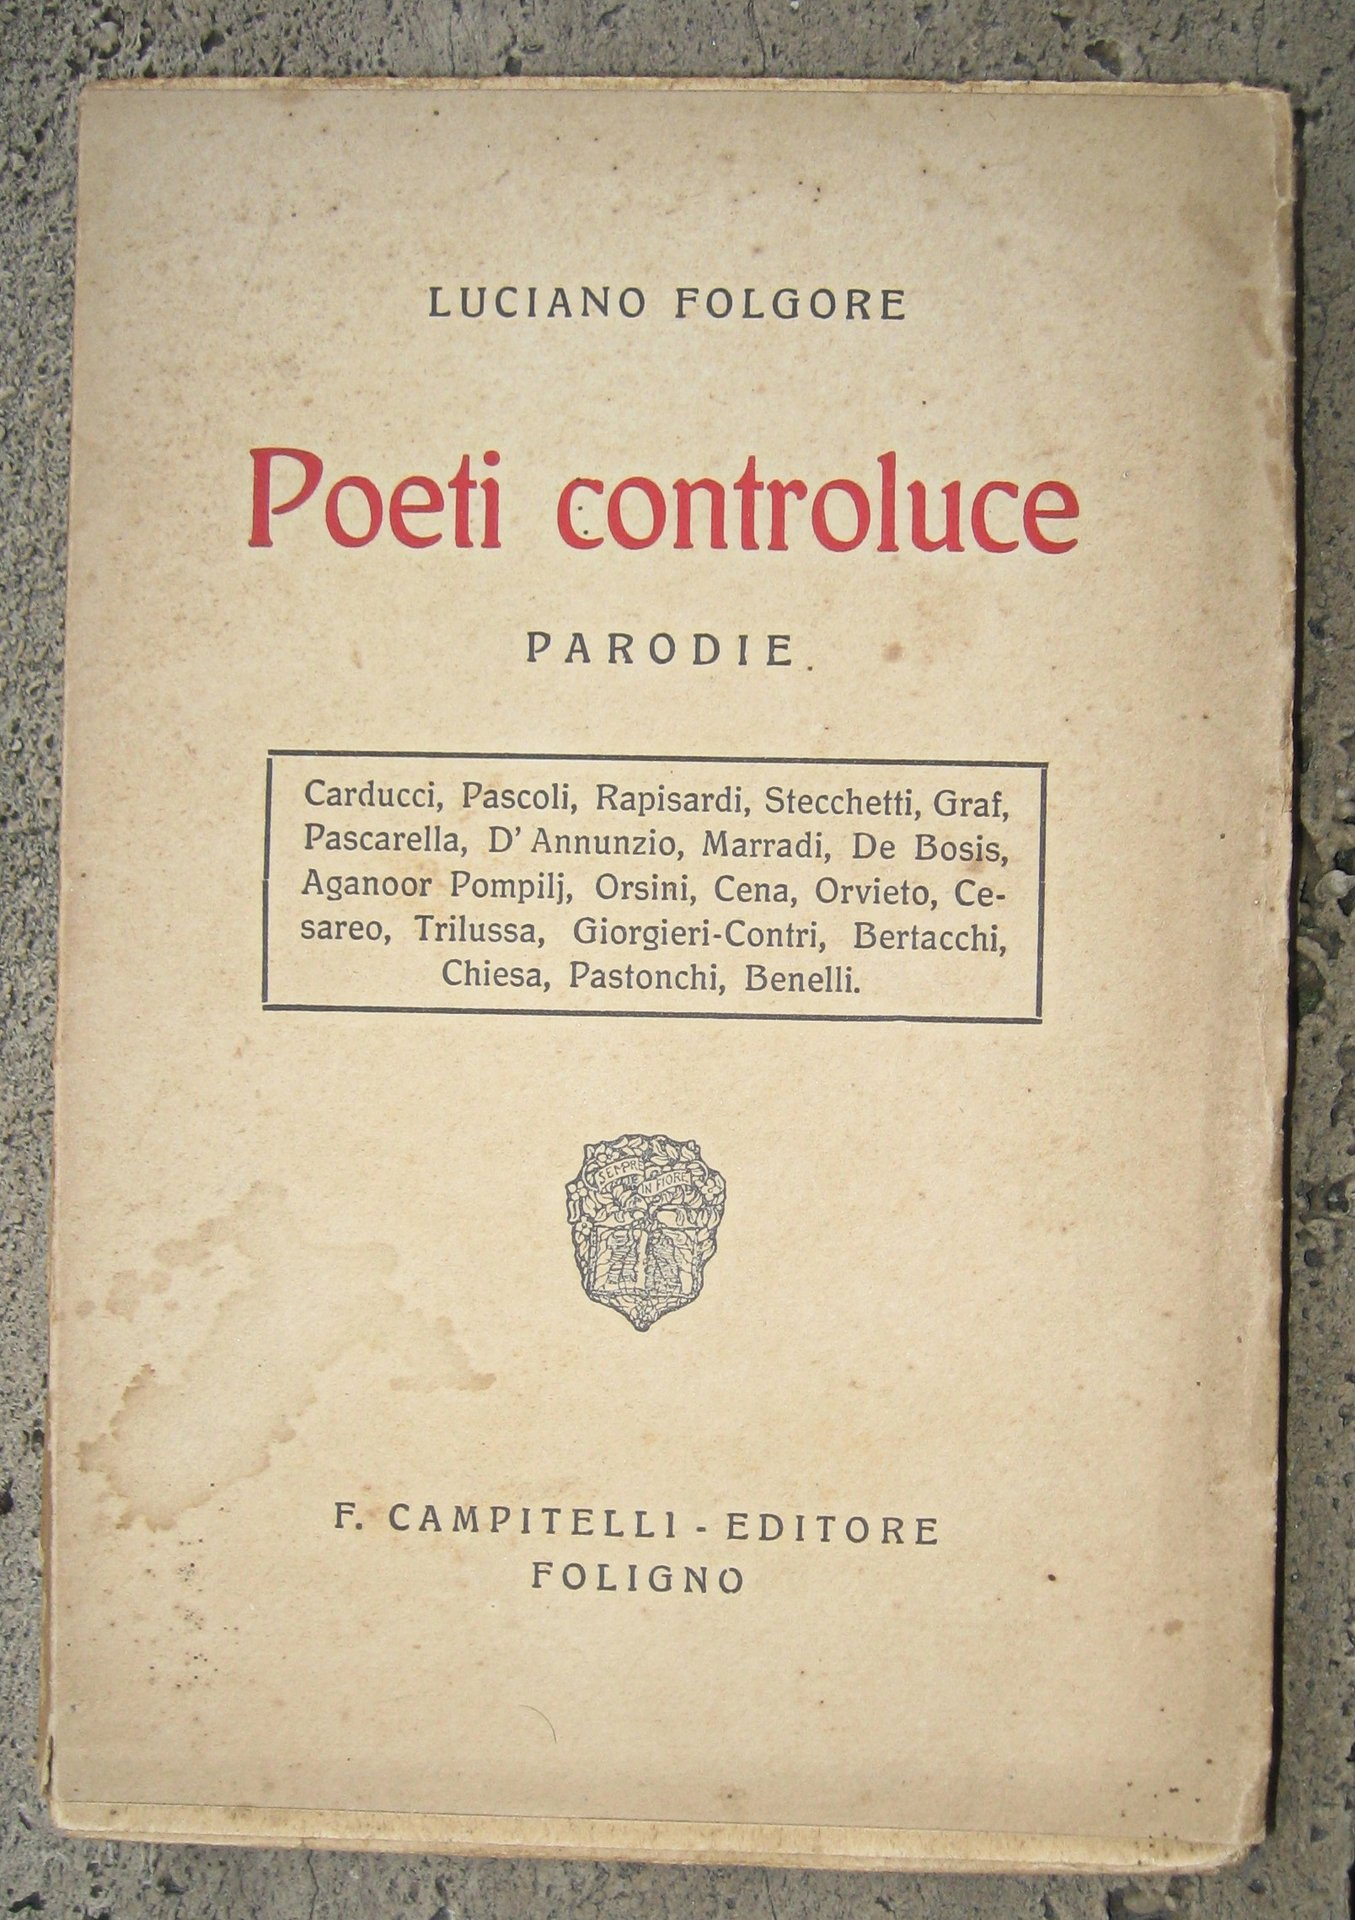 LUCIANO FOLGORE
Poeti controluce
PARODIE
Carducci, Pascoli, Rapisardi, Stecchetti, Graf,
Pascarella, D' Annunzio, Marradi, De Bosis,
Aganoor Pompilj, Orsini, Cena, Orvieto, Ce-
sareo, Trilussa, Giorgieri-Contri, Bertacchi,
Chiesa, Pastonchi, Benelli.
SEMPRE
IN FIORE
F. CAMPITELLI - EDITORE
FOLIGNO